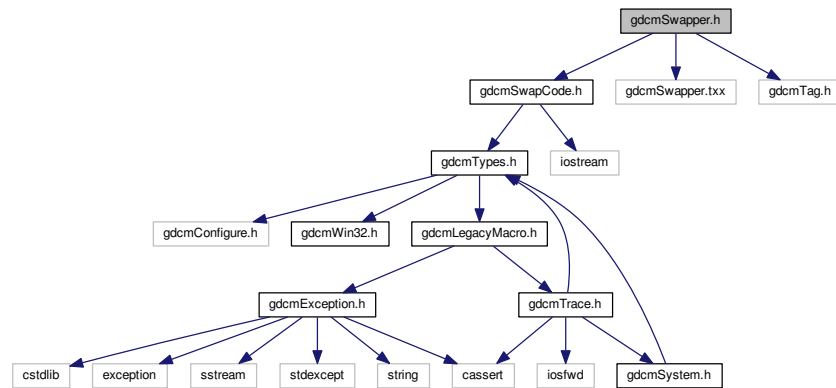 gdcmSwapper.h
gdcmSwapCode.h
gdcmSwapper.txx
gdcmTag.h
gdcmTypes.h
iostream
gdcmConfigure.h
gdcmWin32.h
gdcmLegacyMacro.h
gdcmException.h
gdcmTrace.h
cstdlib
exception
sstream
stdexcept
string
cassert
iosfwd
gdcmSystem.h